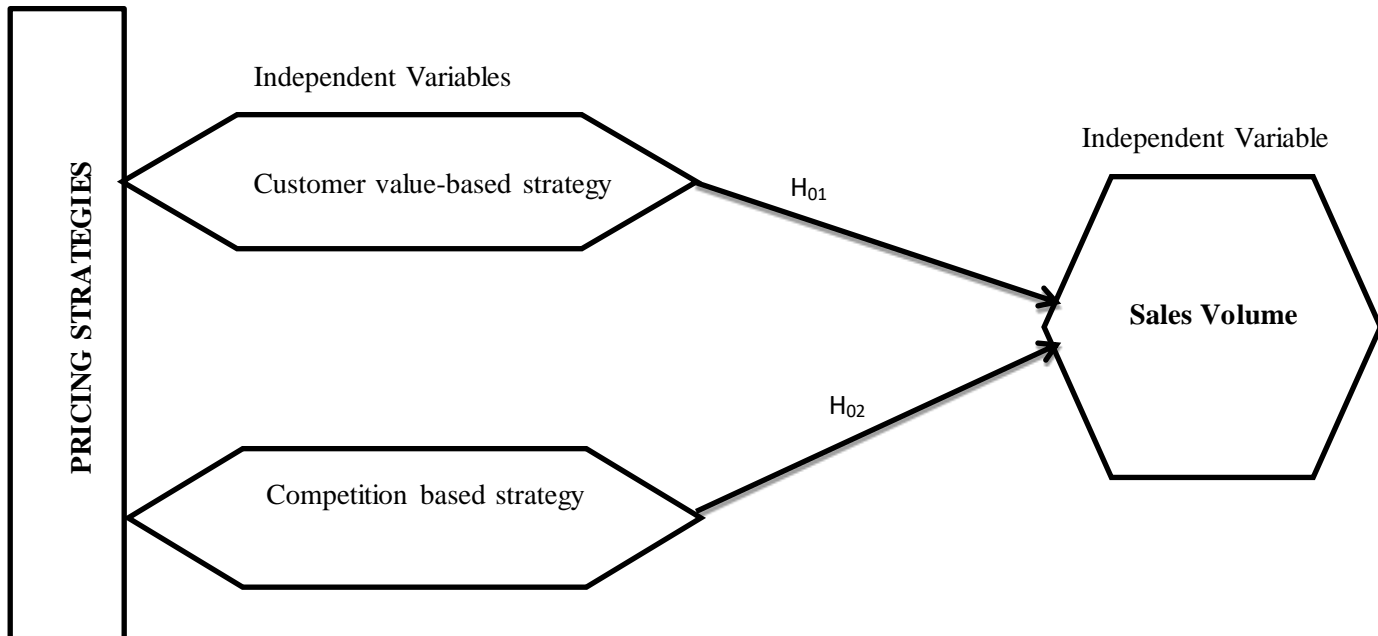 PRICING STRATEGIES
Independent Variables
Customer value-based strategy
H₀₁
Independent Variable
Sales Volume
H₀₂
Competition based strategy